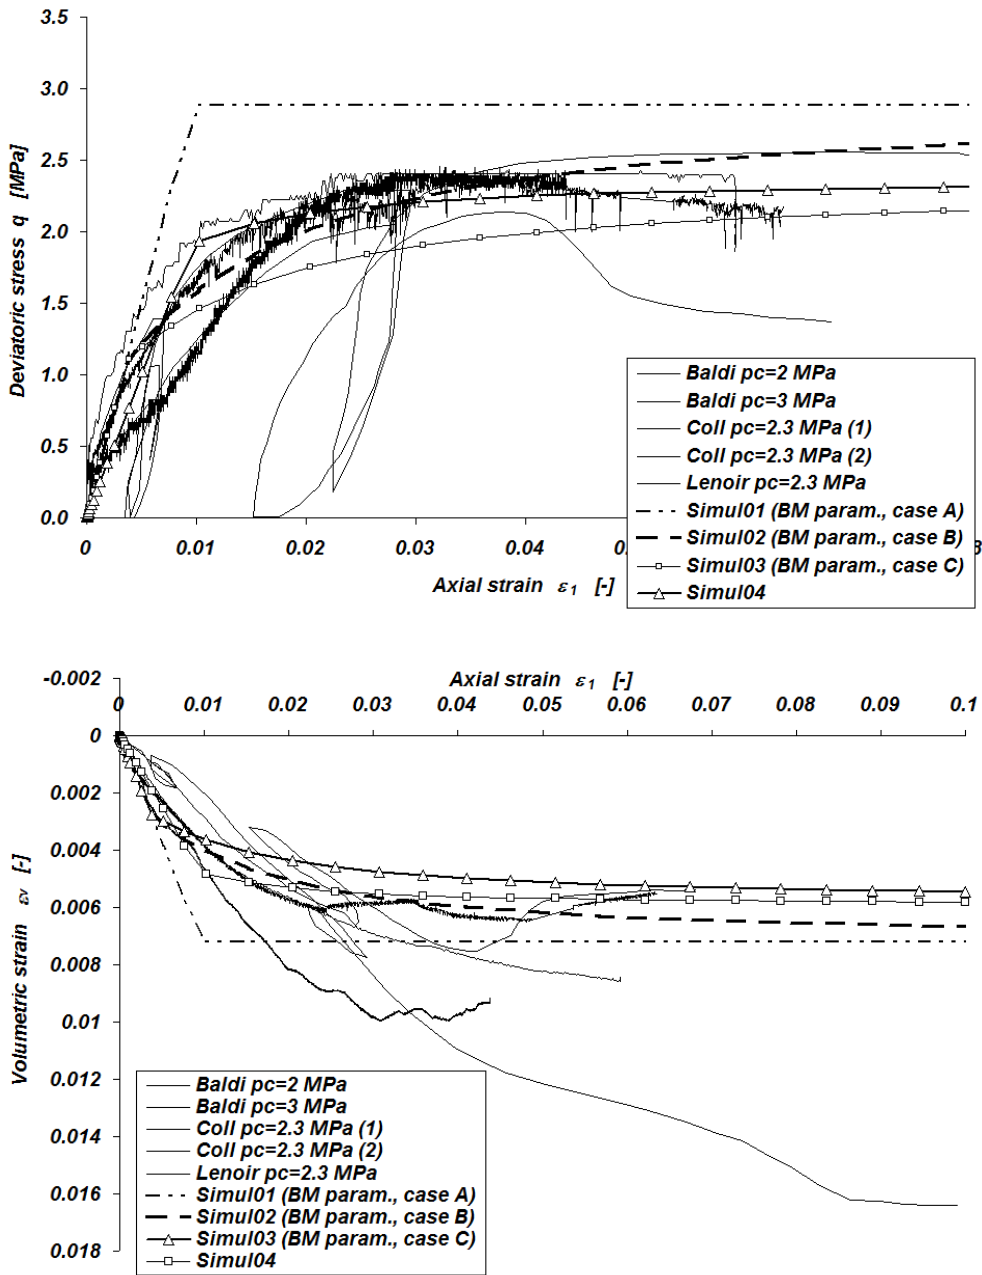 3.5
3.0
2.5
2.0
1.5
1.0
0.5
0.0
Deviatoric stress q [MPa]
0 0.01 0.02 0.03 0.04
Axial strain ε1 [-]
Baldi pc=2 MPa
Baldi pc=3 MPa
Coll pc=2.3 MPa (1)
Coll pc=2.3 MPa (2)
Lenoir pc=2.3 MPa
Simul01 (BM param., case A)
Simul02 (BM param., case B)
Simul03 (BM param., case C)
Simul04
-0.002
Axial strain ε1 [-]
0 0.01 0.02 0.03 0.04 0.05 0.06 0.07 0.08 0.09 0.1
0
0.002
0.004
0.006
0.008
0.01
0.012
0.014
0.016
0.018
Volumetric strain εv [-]
Baldi pc=2 MPa
Baldi pc=3 MPa
Coll pc=2.3 MPa (1)
Coll pc=2.3 MPa (2)
Lenoir pc=2.3 MPa
Simul01 (BM param., case A)
Simul02 (BM param., case B)
Simul03 (BM param., case C)
Simul04